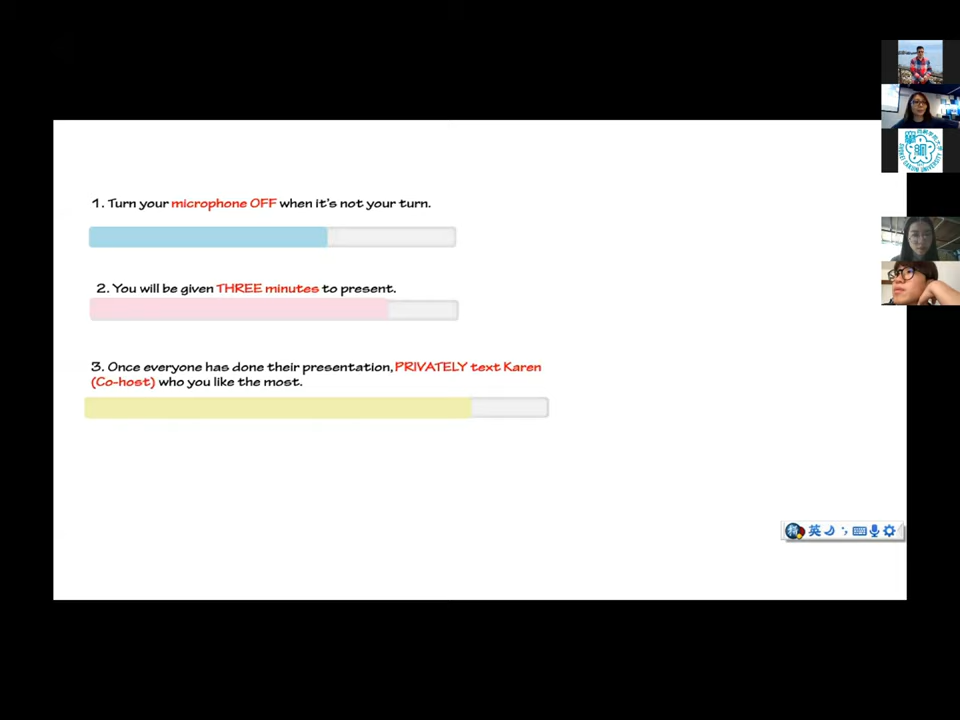 1. Turn your microphone OFF when it's not your turn.
2. You will be given THREE minutes to present.
3. Once everyone has done their presentation, PRIVATELY text Karen
(Co-host) who you like the most.
英